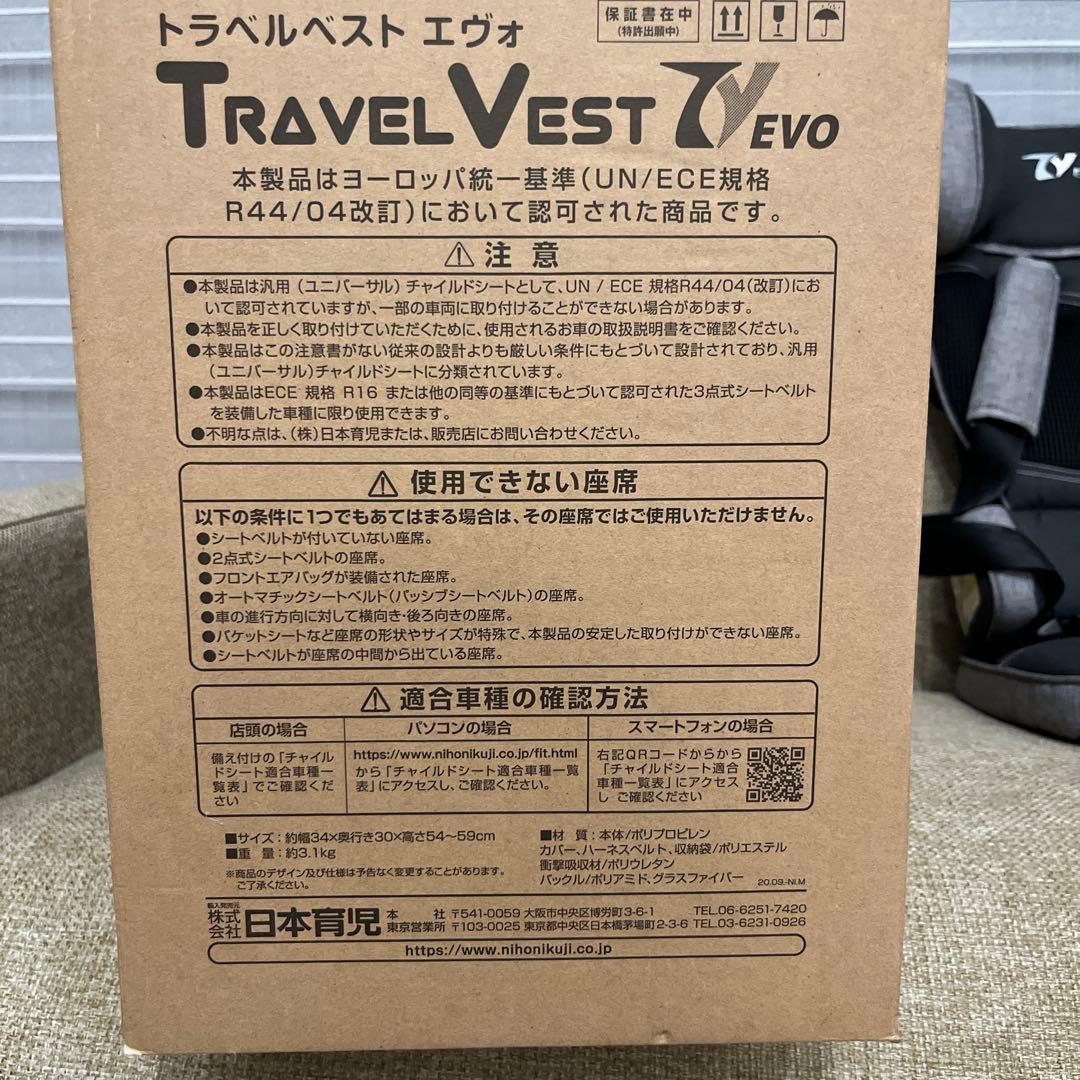 トラベルベスト エヴォ
保証書在中
(特許出願中)
TRAVEL VEST TV EVO
本製品はヨーロッパ統一基準(UN/ECE規格
R44/04改訂)において認可された商品です。
⚠ 注 意
●本製品は汎用 (ユニバーサル) チャイルドシートとして、UN / ECE 規格R44/04(改訂)にお
いて認可されていますが、一部の車両に取り付けることができない場合があります。
●本製品を正しく取り付けていただくために、使用されるお車の取扱説明書をご確認ください。
●本製品はこの注意書がない従来の設計よりも厳しい条件にもとづいて設計されており、汎用
(ユニバーサル)チャイルドシートに分類されています。
●本製品はECE 規格 R16 または他の同等の基準にもとづいて認可された3点式シートベルト
を装備した車種に限り使用できます。
●不明な点は、(株)日本育児または、販売店にお問い合わせください。
⚠ 使用できない座席
以下の条件に1つでもあてはまる場合は、その座席ではご使用いただけません。
●シートベルトが付いていない座席。
●2点式シートベルトの座席。
●フロントエアバッグが装備された座席。
●オートマチックシートベルト(パッシブシートベルト)の座席。
●車の進行方向に対して横向き・後ろ向きの座席。
●バケットシートなど座席の形状やサイズが特殊で、本製品の安定した取り付けができない座席。
●シートベルトが座席の中間から出ている座席。
⚠ 適合車種の確認方法
店頭の場合
備え付けの「チャイル
ドシート適合車種一
覧表」でご確認くだ
さい
パソコンの場合
https://www.nihonikuji.co.jp/fit.html
から「チャイルドシート適合車種一覧
表」にアクセスし、ご確認ください。
スマートフォンの場合
右記QRコードからから
「チャイルドシート適合
車種一覧表」にアクセス
し ご確認ください
■サイズ：約幅34×奥行き30×高さ54～59cm
■重 量：約3.1kg
※商品のデザイン及び仕様は予告なく変更することがあります。
ご了承ください。
■材 質：本体/ポリプロピレン
カバー、ハーネスベルト、収納袋/ポリエステル
衝撃吸収材/ポリウレタン
バックル/ポリアミド、グラスファイバー
20.09.-NI.M
輸入発売元
株式会社 日本育児
本 社 〒541-0059 大阪市中央区博労町3-6-1 TEL.06-6251-7420
東京営業所 〒103-0025 東京都中央区日本橋茅場町2-3-6 TEL.03-6231-0926
https://www.nihonikuji.co.jp